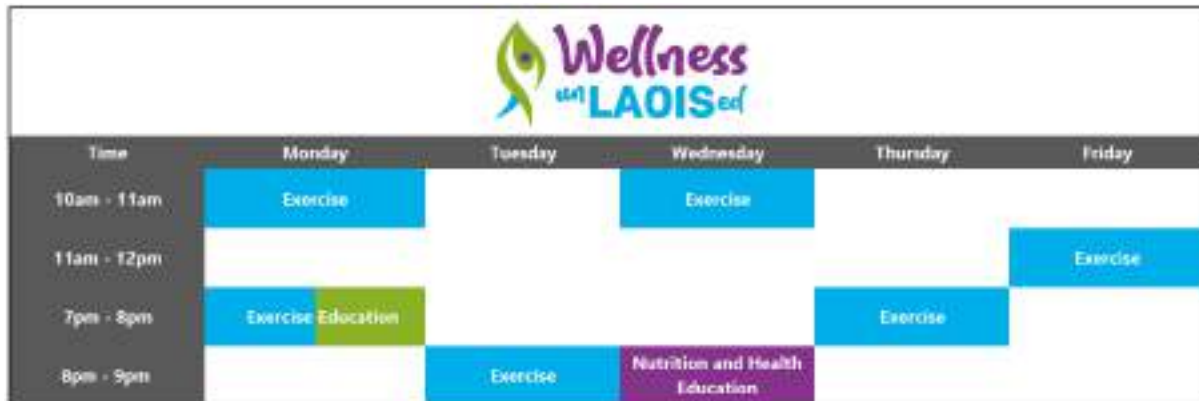 Wellness
un LAOIS ed
Time Monday Tuesday Wednesday Thursday Friday
10am - 11am Exercise Exercise
11am - 12pm Exercise
7pm - 8pm Exercise Education Exercise
8pm - 9pm Exercise Nutrition and Health Education